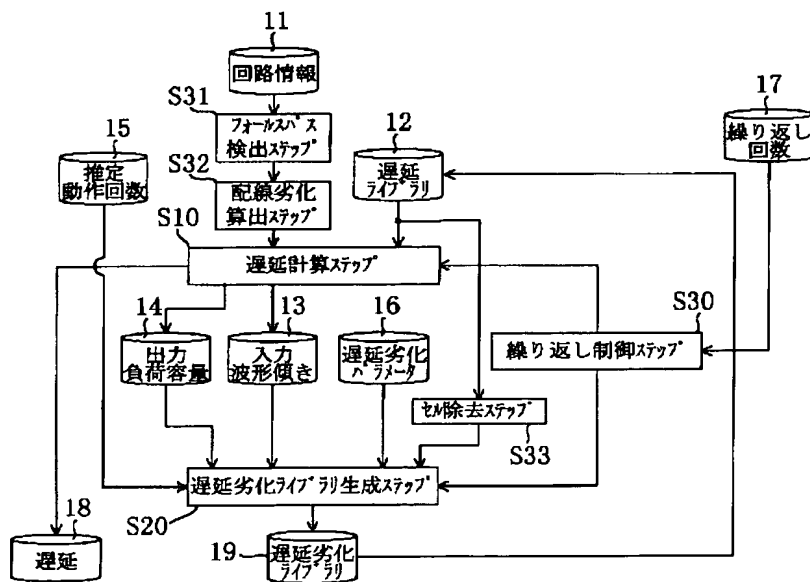 11
回路情報
S31
フォールスパス
検出ステップ
15
推定
動作回数
S32
配線劣化
算出ステップ
12
遅延
ライブラリ
17
繰り返し
回数
S10
遅延計算ステップ
14
出力
負荷容量
13
入力
波形傾き
16
遅延劣化
パラメータ
S30
繰り返し制御ステップ
セル除去ステップ
S33
遅延劣化ライブラリ生成ステップ
S20
18
遅延
19
遅延劣化
ライブラリ